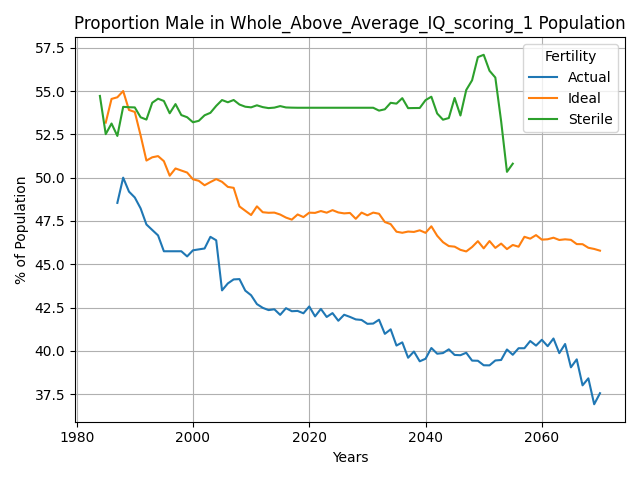 Proportion Male in Whole_Above_Average_IQ_scoring_1 Population
57.5
55.0
52.5
50.0
47.5
45.0
42.5
40.0
37.5
% of Population
Fertility
Actual
Ideal
Sterile
1980
2000
2020
2040
2060
Years